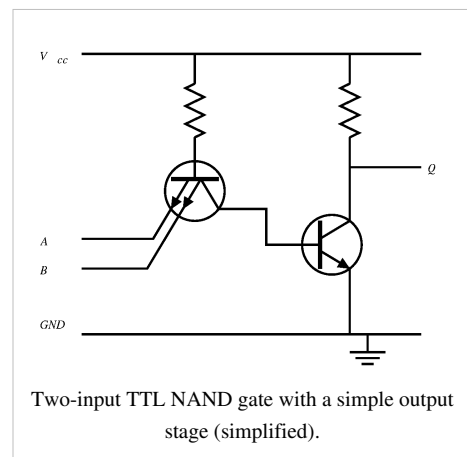 V cc
Q
A
B
GND
Two-input TTL NAND gate with a simple output
stage (simplified).